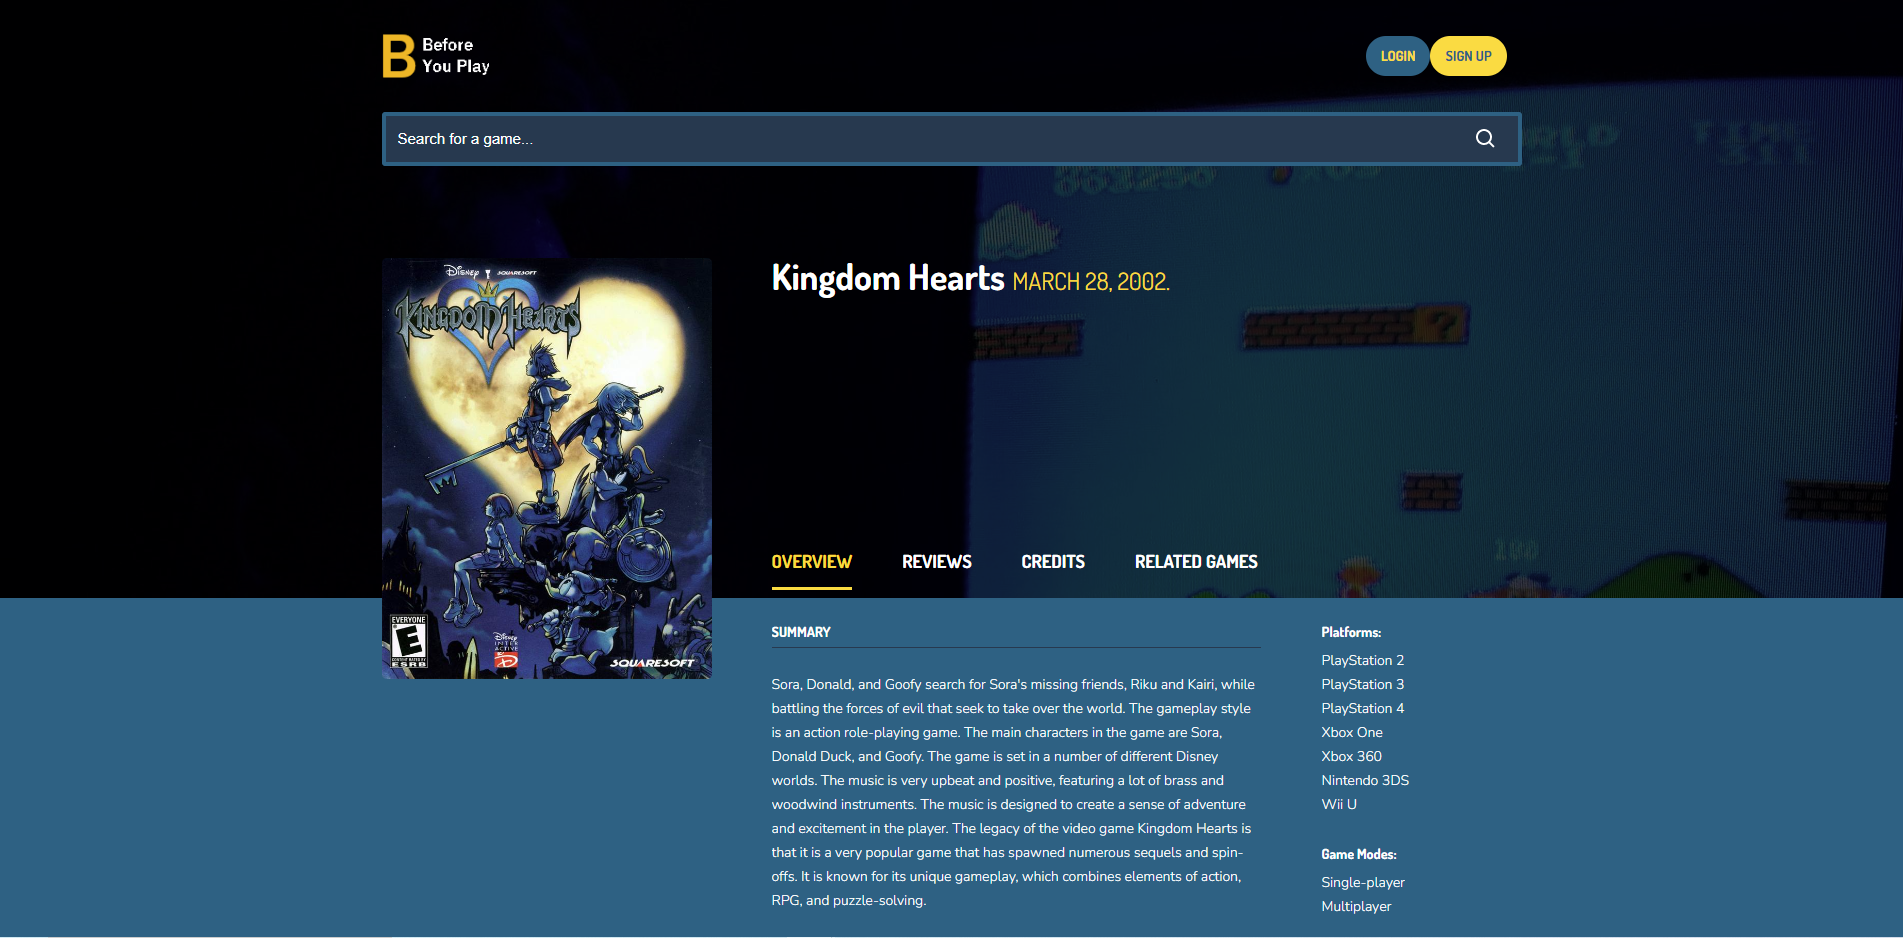 Before
You Play
LOGIN
SIGN UP
Search for a game...
WORLD
TIME
Disney
SQUARESOFT
KINGDOM HEARTS
Kingdom Hearts MARCH 28, 2002.
OVERVIEW
REVIEWS
CREDITS
RELATED GAMES
EVERYONE
E
CONTENT RATED BY
ESRB
Disney
INTER
ACTIVE
SQUARESOFT
SUMMARY
Sora, Donald, and Goofy search for Sora's missing friends, Riku and Kairi, while
battling the forces of evil that seek to take over the world. The gameplay style
is an action role-playing game. The main characters in the game are Sora,
Donald Duck, and Goofy. The game is set in a number of different Disney
worlds. The music is very upbeat and positive, featuring a lot of brass and
woodwind instruments. The music is designed to create a sense of adventure
and excitement in the player. The legacy of the video game Kingdom Hearts is
that it is a very popular game that has spawned numerous sequels and spin-
offs. It is known for its unique gameplay, which combines elements of action,
RPG, and puzzle-solving.
Platforms:
PlayStation 2
PlayStation 3
PlayStation 4
Xbox One
Xbox 360
Nintendo 3DS
Wii U
Game Modes:
Single-player
Multiplayer